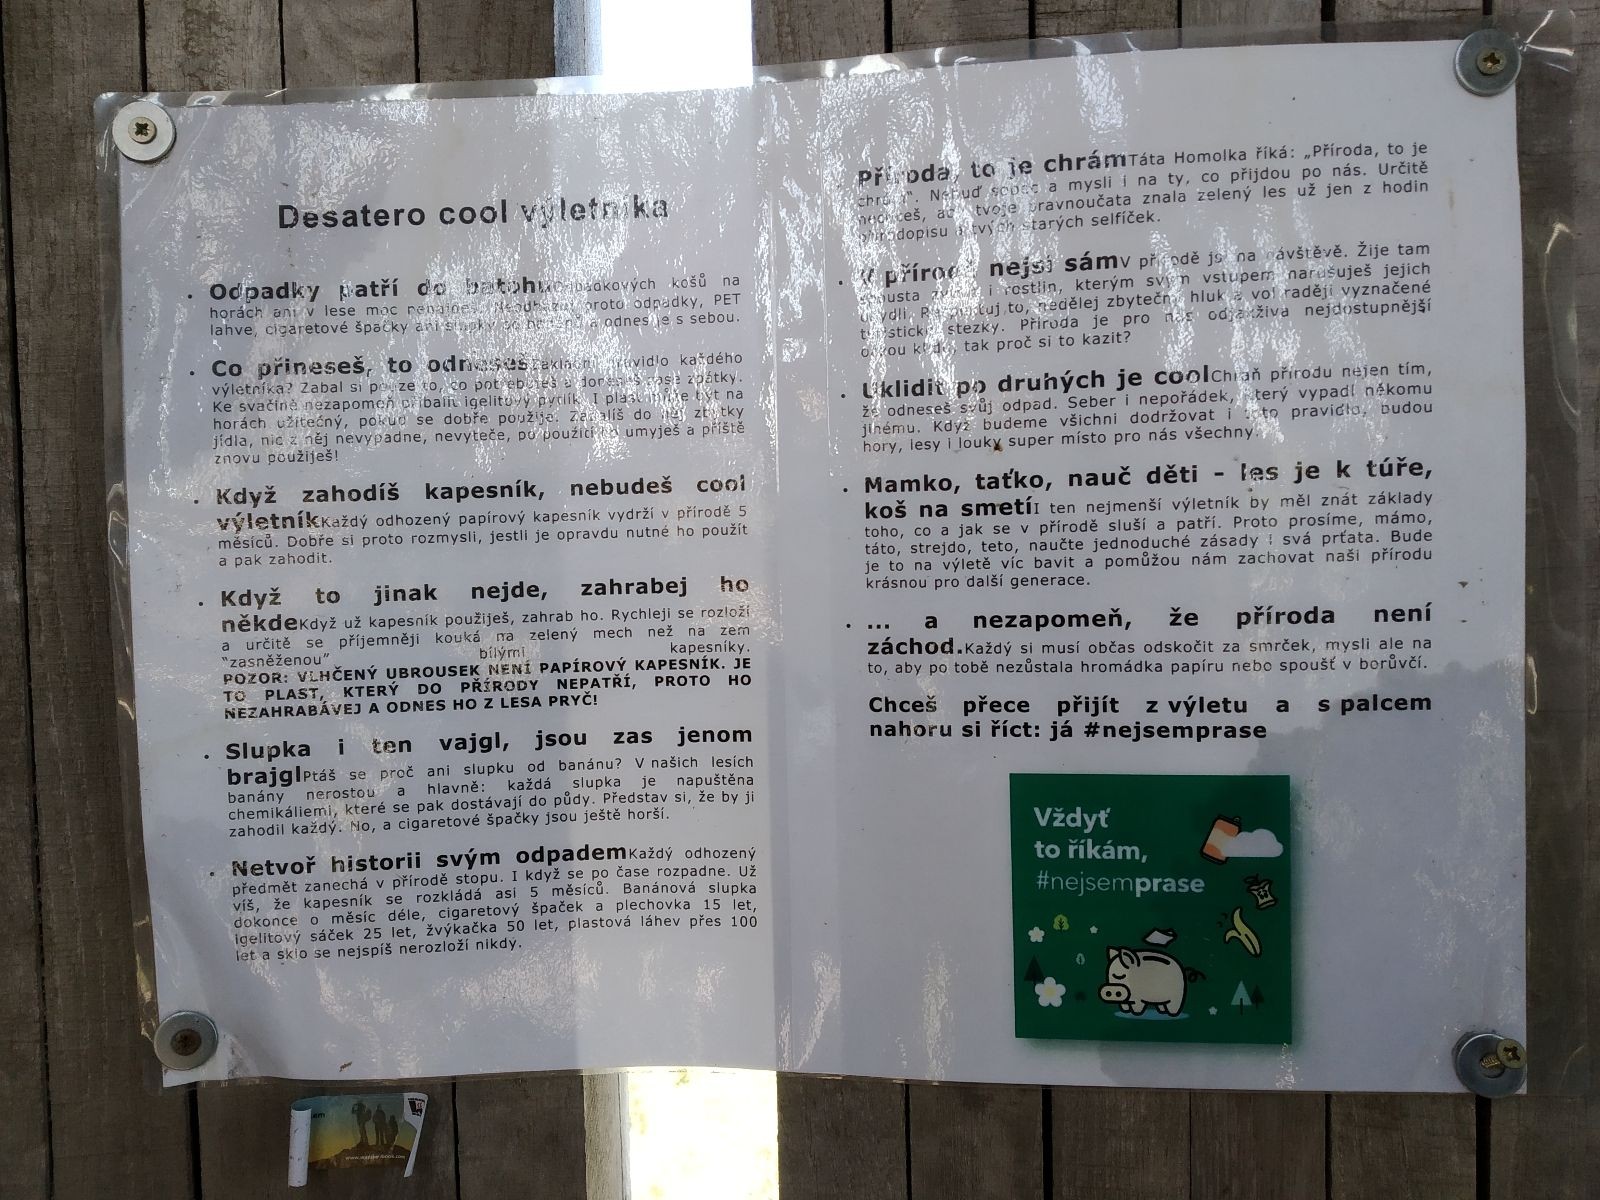 Desatero cool výletníka
Odpadky patří do batohu odpadkových košů na
horách ani v lese moc nenajdeš. Neodhazuj proto odpadky, PET
lahve, cigaretové špačky ani slupky od banánů a odnes je s sebou.
Co přineseš, to odneseš Základní pravidlo každého
výletníka? Zabal si pouze to, co potřebuješ a doneseš zase zpátky.
Ke svačině nezapomeň přibalit igelitový pytlík. I plast může být na
horách užitečný, pokud se dobře použije. Zabalíš do něj zbytky
jídla, nic z něj nevypadne, nevyteče, po použití ho umyješ a příště
znovu použiješ!
Když zahodíš kapesník, nebudeš cool
výletníkKaždý odhozený papírový kapesník vydrží v přírodě 5
měsíců. Dobře si proto rozmysli, jestli je opravdu nutné ho použít
a pak zahodit.
Když to jinak nejde, zahrabej ho
někdeKdyž už kapesník použiješ, zahrab ho. Rychleji se rozloží
a určitě se příjemněji kouká na zelený mech než na zem
"zasněženou" bílými kapesníky.
POZOR: VLHČENÝ UBROUSEK NENÍ PAPÍROVÝ KAPESNÍK. JE
TO PLAST, KTERÝ DO PŘÍRODY NEPATŘÍ, PROTO HO
NEZAHRABÁVEJ A ODNES HO Z LESA PRYČ!
Slupka i ten vajgl, jsou zas jenom
brajglPtáš se proč ani slupku od banánu? V našich lesích
banány nerostou a hlavně: každá slupka je napuštěna
chemikáliemi, které se pak dostávají do půdy. Představ si, že by ji
zahodil každý. No, a cigaretové špačky jsou ještě horší.
Netvoř historii svým odpademKaždý odhozený
předmět zanechá v přírodě stopu. I když se po čase rozpadne. Už
víš, že kapesník se rozkládá asi 5 měsíců. Banánová slupka
dokonce o měsíc déle, cigaretový špaček a plechovka 15 let,
igelitový sáček 25 let, žvýkačka 50 let, plastová láhev přes 100
let a sklo se nejspíš nerozloží nikdy.
Příroda, to je chrámTáta Homolka říká: „Příroda, to je
chrám". Nebuď sobec a mysli i na ty, co přijdou po nás. Určitě
nechceš, aby tvoje pravnoučata znala zelený les už jen z hodin
přírodopisu a tvých starých selfíček.
V přírodě nejsi sámV přírodě jsi na návštěvě. Žije tam
spousta zvířat i rostlin, kterým svým vstupem narušuješ jejich
obydlí. Respektuj to, nedělej zbytečný hluk a vol raději vyznačené
turistické stezky. Příroda je pro nás odjakživa nejdostupnější
oázou klidu, tak proč si to kazit?
Uklidit po druhých je coolChraň přírodu nejen tím,
že odneseš svůj odpad. Seber i nepořádek, který vypadl někomu
jinému. Když budeme všichni dodržovat i toto pravidlo, budou
hory, lesy i louky super místo pro nás všechny.
Mamko, taťko, nauč děti - les je k túře,
koš na smetíI ten nejmenší výletník by měl znát základy
toho, co a jak se v přírodě sluší a patří. Proto prosíme, mámo,
táto, strejdo, teto, naučte jednoduché zásady i svá prťata. Bude
je to na výletě víc bavit a pomůžou nám zachovat naši přírodu
krásnou pro další generace.
... a nezapomeň, že příroda není
záchod.Každý si musí občas odskočit za smrček, mysli ale na
to, aby po tobě nezůstala hromádka papíru nebo spoušť v borůvčí.
Chceš přece přijít z výletu a s palcem
nahoru si říct: já #nejsemprase
Vždyť
to říkám,
#nejsemprase